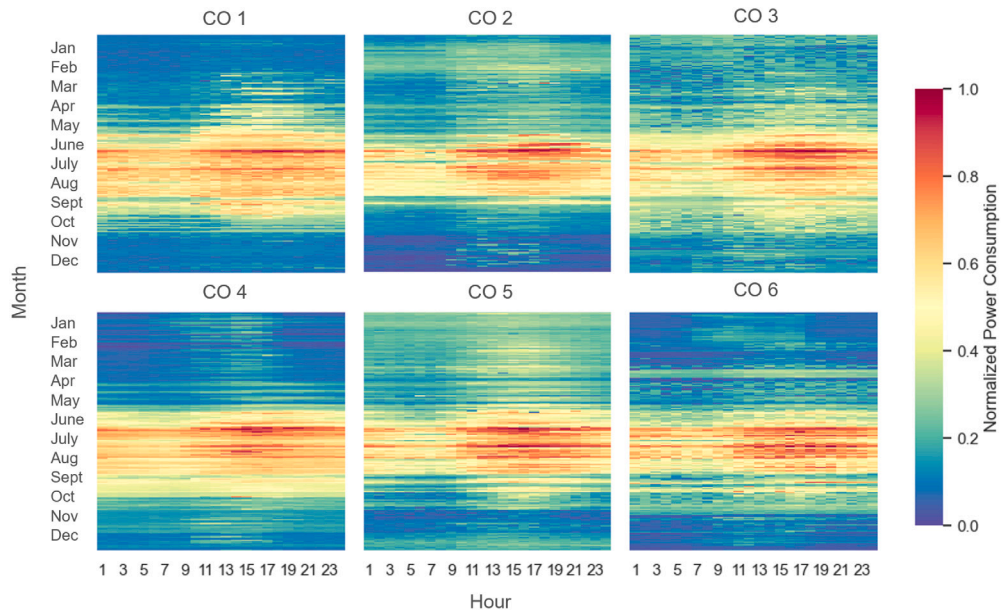 CO 1 CO 2 CO 3
Jan
Feb
Mar
Apr
May
June
July
Aug
Sept
Oct
Nov
Dec
1.0
0.8
0.6
0.4
0.2
0.0
Normalized Power Consumption
Month
CO 4 CO 5 CO 6
Jan
Feb
Mar
Apr
May
June
July
Aug
Sept
Oct
Nov
Dec
1 3 5 7 9 11 13 15 17 19 21 23 1 3 5 7 9 11 13 15 17 19 21 23 1 3 5 7 9 11 13 15 17 19 21 23
Hour